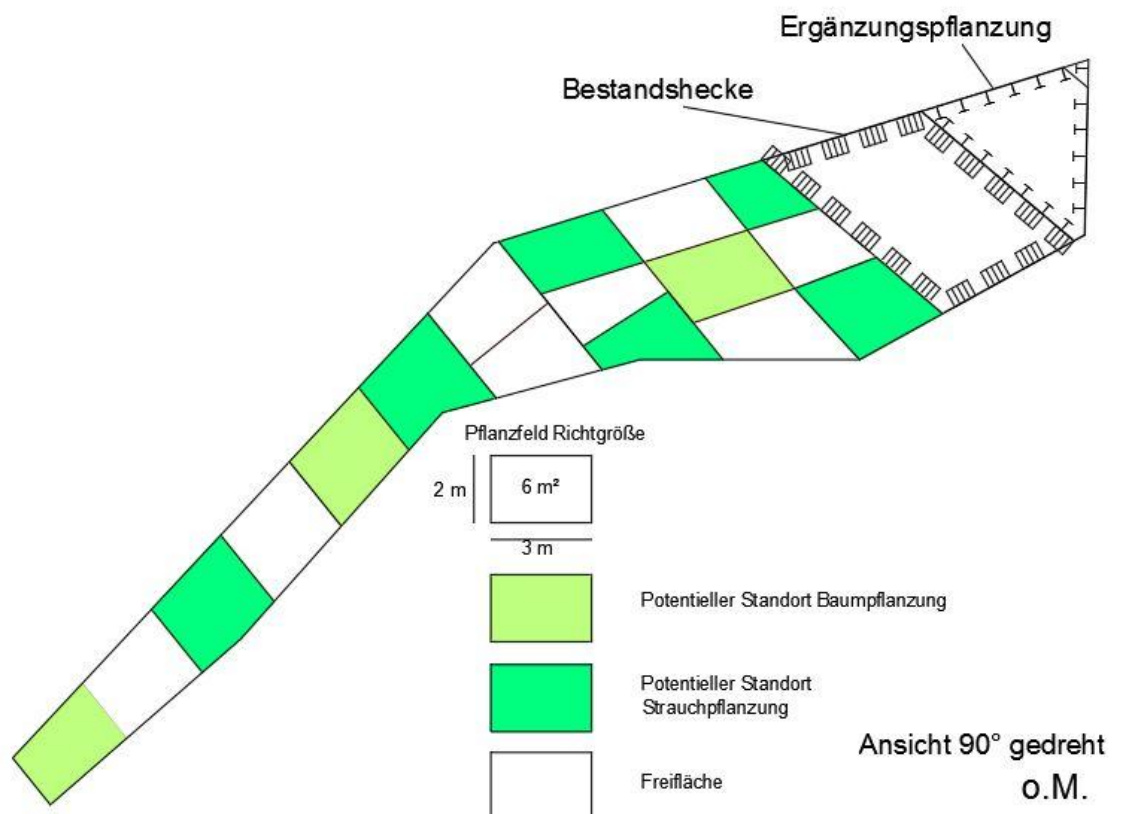 Ergänzungspflanzung
Bestandshecke
Pflanzfeld Richtgröße
2 m
6 m²
3 m
Potentieller Standort Baumpflanzung
Potentieller Standort
Strauchpflanzung
Ansicht 90° gedreht
Freifläche
o.M.